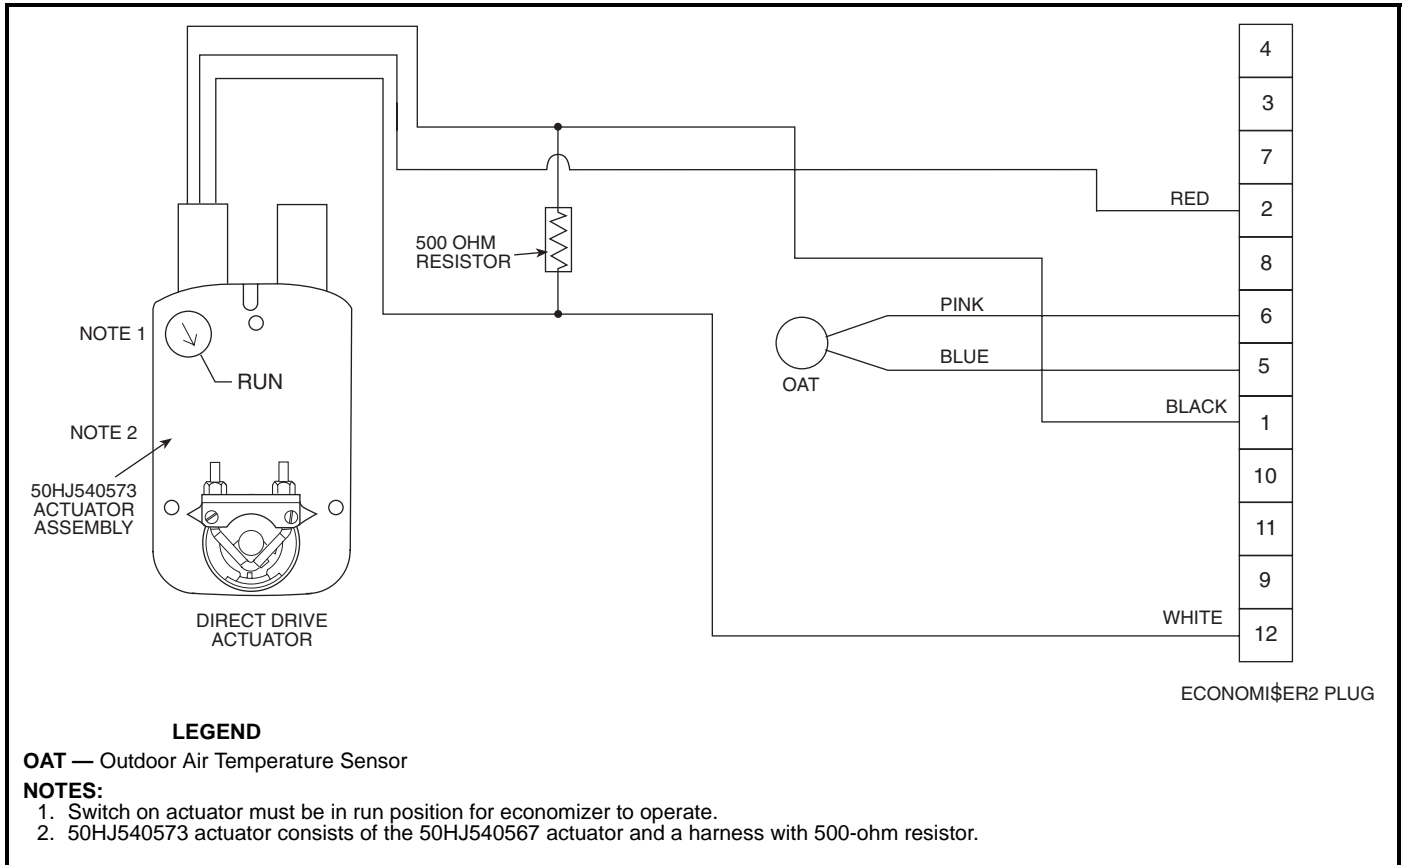 4
3
7
RED
2
8
500 OHM
RESISTOR
PINK
6
NOTE 1
BLUE
5
RUN
OAT
BLACK
1
NOTE 2
10
50HJ540573
ACTUATOR
ASSEMBLY
11
9
DIRECT DRIVE
ACTUATOR
WHITE
12
ECONOMI$ER2 PLUG
LEGEND
OAT — Outdoor Air Temperature Sensor
NOTES:
1. Switch on actuator must be in run position for economizer to operate.
2. 50HJ540573 actuator consists of the 50HJ540567 actuator and a harness with 500-ohm resistor.